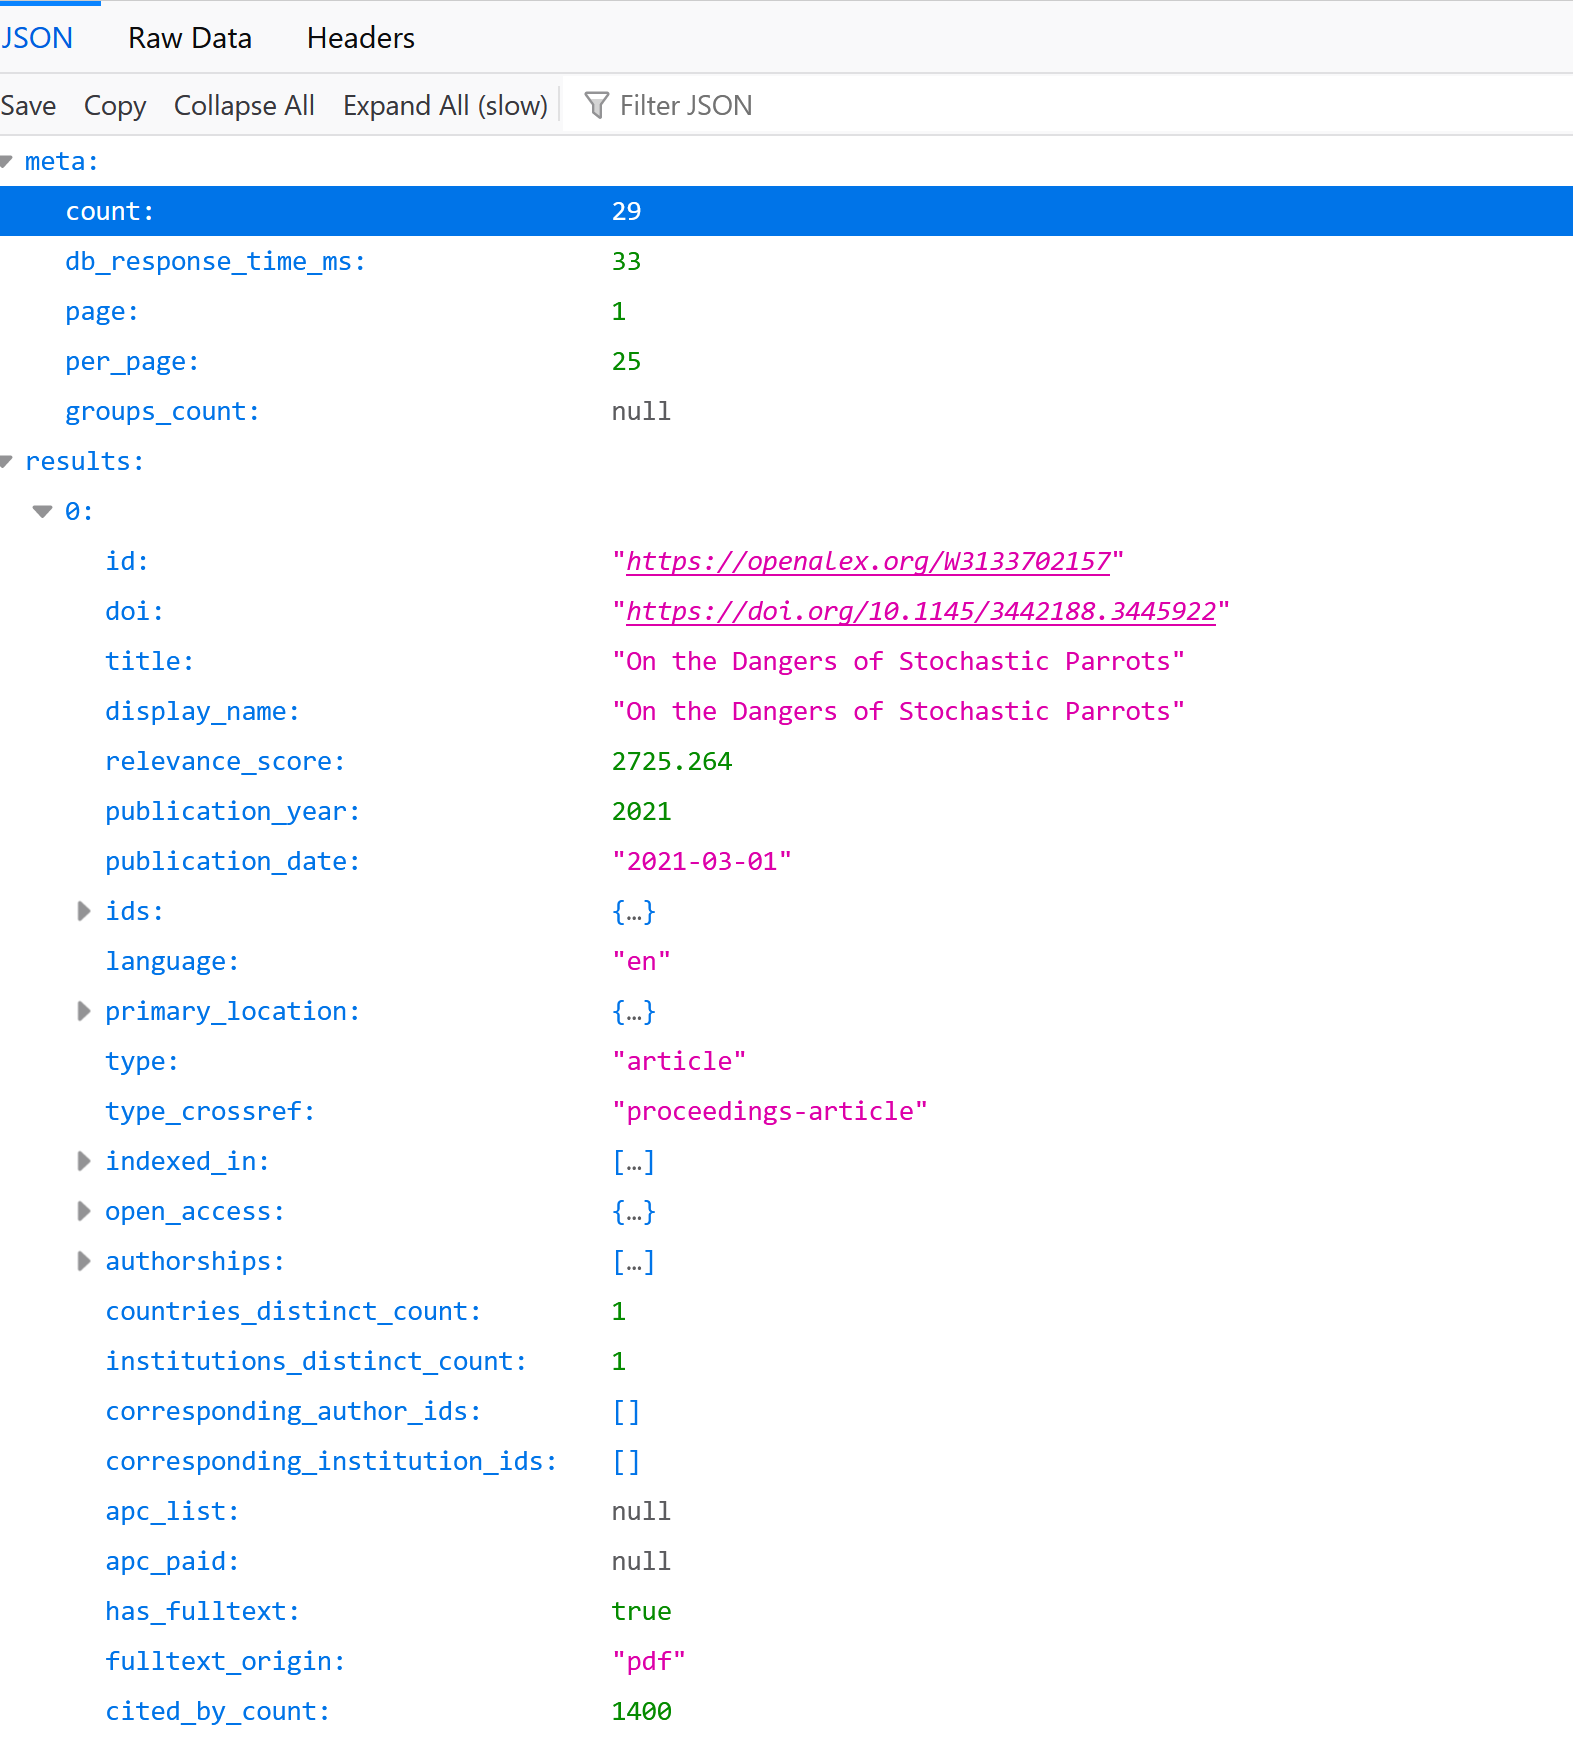 JSON Raw Data Headers
Save Copy Collapse All Expand All (slow) Filter JSON
meta:
count: 29
db_response_time_ms: 33
page: 1
per_page: 25
groups_count: null
results:
0:
id: "https://openalex.org/W3133702157"
doi: "https://doi.org/10.1145/3442188.3445922"
title: "On the Dangers of Stochastic Parrots"
display_name: "On the Dangers of Stochastic Parrots"
relevance_score: 2725.264
publication_year: 2021
publication_date: "2021-03-01"
ids: {…}
language: "en"
primary_location: {…}
type: "article"
type_crossref: "proceedings-article"
indexed_in: […]
open_access: {…}
authorships: […]
countries_distinct_count: 1
institutions_distinct_count: 1
corresponding_author_ids: []
corresponding_institution_ids: []
apc_list: null
apc_paid: null
has_fulltext: true
fulltext_origin: "pdf"
cited_by_count: 1400